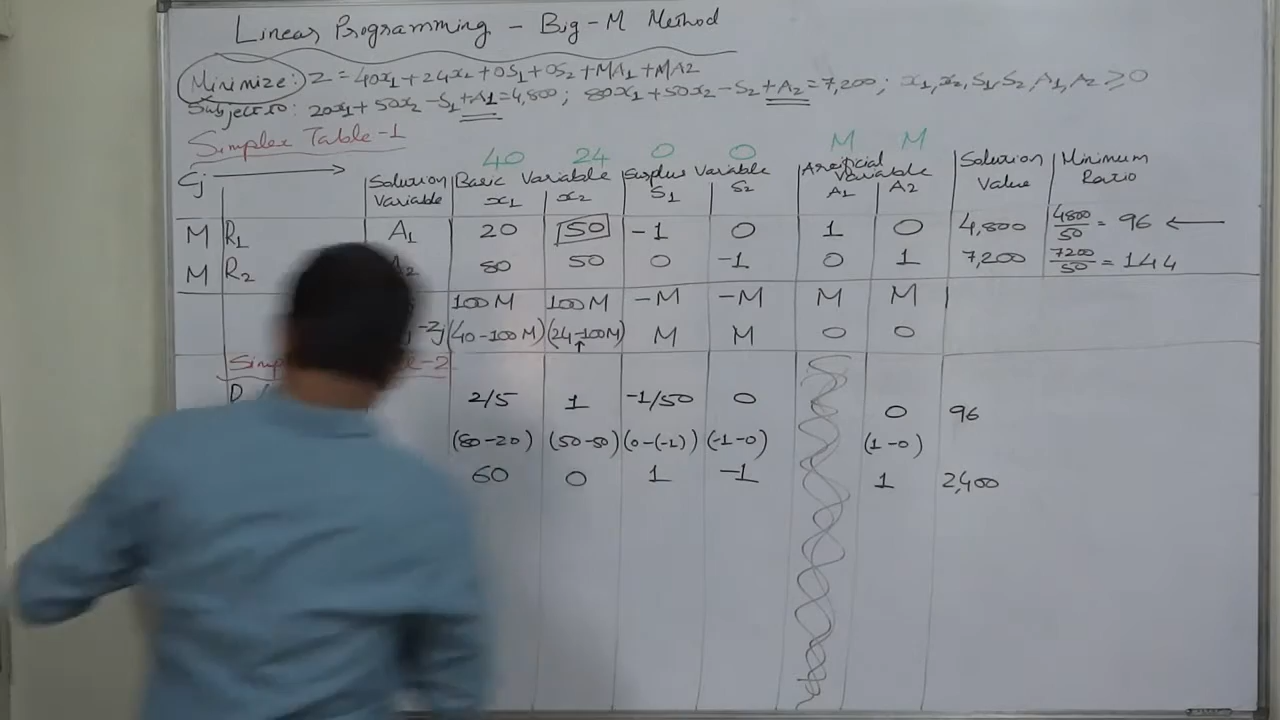 Linear Programming - Big-M Method
Minimize: Z = 40x₁ + 24x₂ + 0S₁ + 0S₂ + MA₁ + MA2
Subject to: 20x₁ + 50x₂ - S₁ + A₁ = 4,800; 80x₁ + 50x₂ - S₂ + A₂ = 7,200; x₁, x₂, S₁, S₂, A₁, A₂ ≥ 0
Simplex Table-1
40 24 0 0 M M
Cj → Solution Variable Basic Variable Surplus Variable Variable Solution Value Minimum Ratio
x₁ x₂ S₁ S₂ A₁ A2
M R₁ A₁ 20 50 -1 0 1 0 4,800 4800/50 = 96 ←
M R₂ 80 50 0 -1 0 1 7,200 7200/50 = 144
100M 100M -M -M M M
-Zj (40-100M) (24-100M) M M 0 0
-2
2/5 1 -1/50 0 0 96
(80-20) (50-50) (0-(-1)) (-1-0) (1-0)
60 0 1 -1 1 2,400